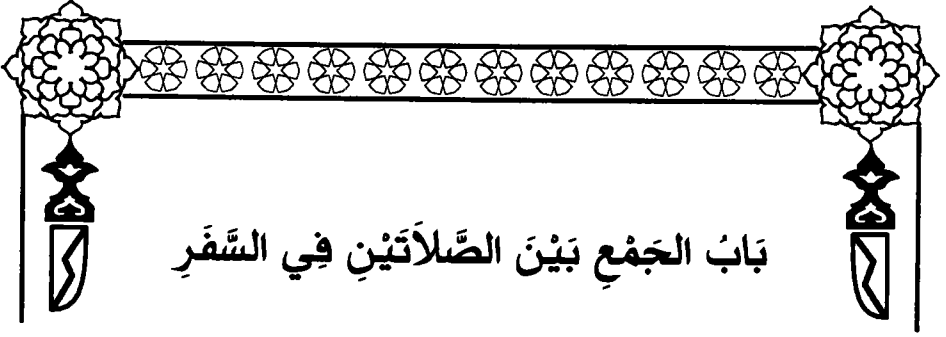 بَابُ الجَمْعِ بَيْنَ الصَّلاَتَيْنِ فِي السَّفَرِ